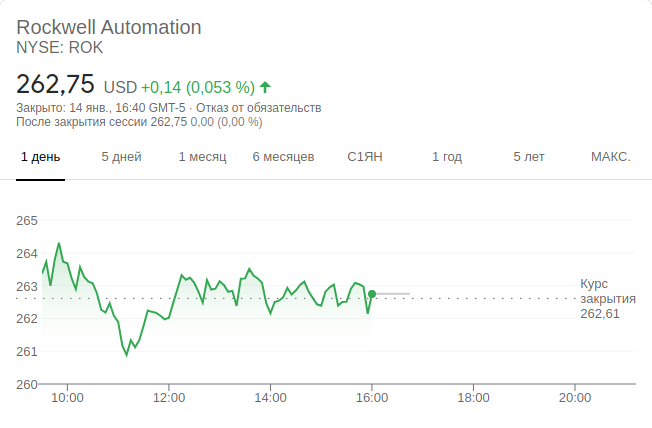 Rockwell Automation
NYSE: ROK
262,75 USD +0,14 (0,053 %)
Закрыто: 14 янв., 16:40 GMT-5 · Отказ от обязательств
После закрытия сессии 262,75 0,00 (0,00 %)
1 день 5 дней 1 месяц 6 месяцев С1ЯН 1 год 5 лет МАКС.
265
264
263
262
261
260
Курс
закрытия
262,61
10:00 12:00 14:00 16:00 18:00 20:00